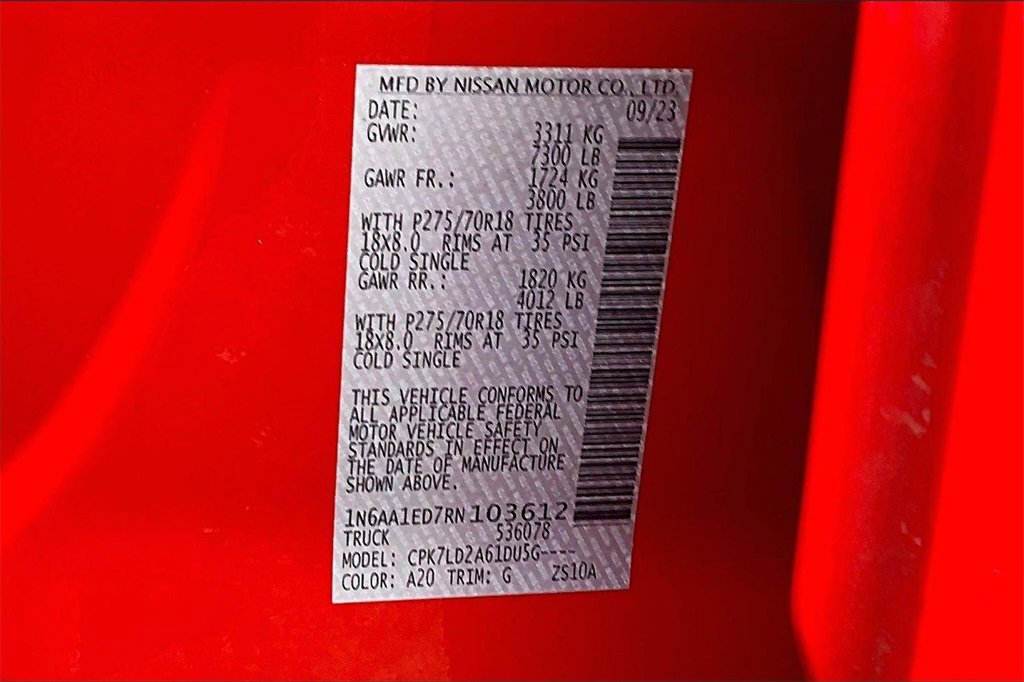 MFD BY NISSAN MOTOR CO., LTD.
DATE: 09/23
GVWR: 3311 KG
7300 LB
GAWR FR.: 1724 KG
3800 LB
WITH P275/70R18 TIRES
18X8.0 RIMS AT 35 PSI
COLD SINGLE
GAWR RR.: 1820 KG
4012 LB
WITH P275/70R18 TIRES
18X8.0 RIMS AT 35 PSI
COLD SINGLE
THIS VEHICLE CONFORMS TO
ALL APPLICABLE FEDERAL
MOTOR VEHICLE SAFETY
STANDARDS IN EFFECT ON
THE DATE OF MANUFACTURE
SHOWN ABOVE.
1N6AA1ED7RN103612
TRUCK 536078
MODEL: CPK7LD2A61DU5G----
COLOR: A20 TRIM: G ZS10A